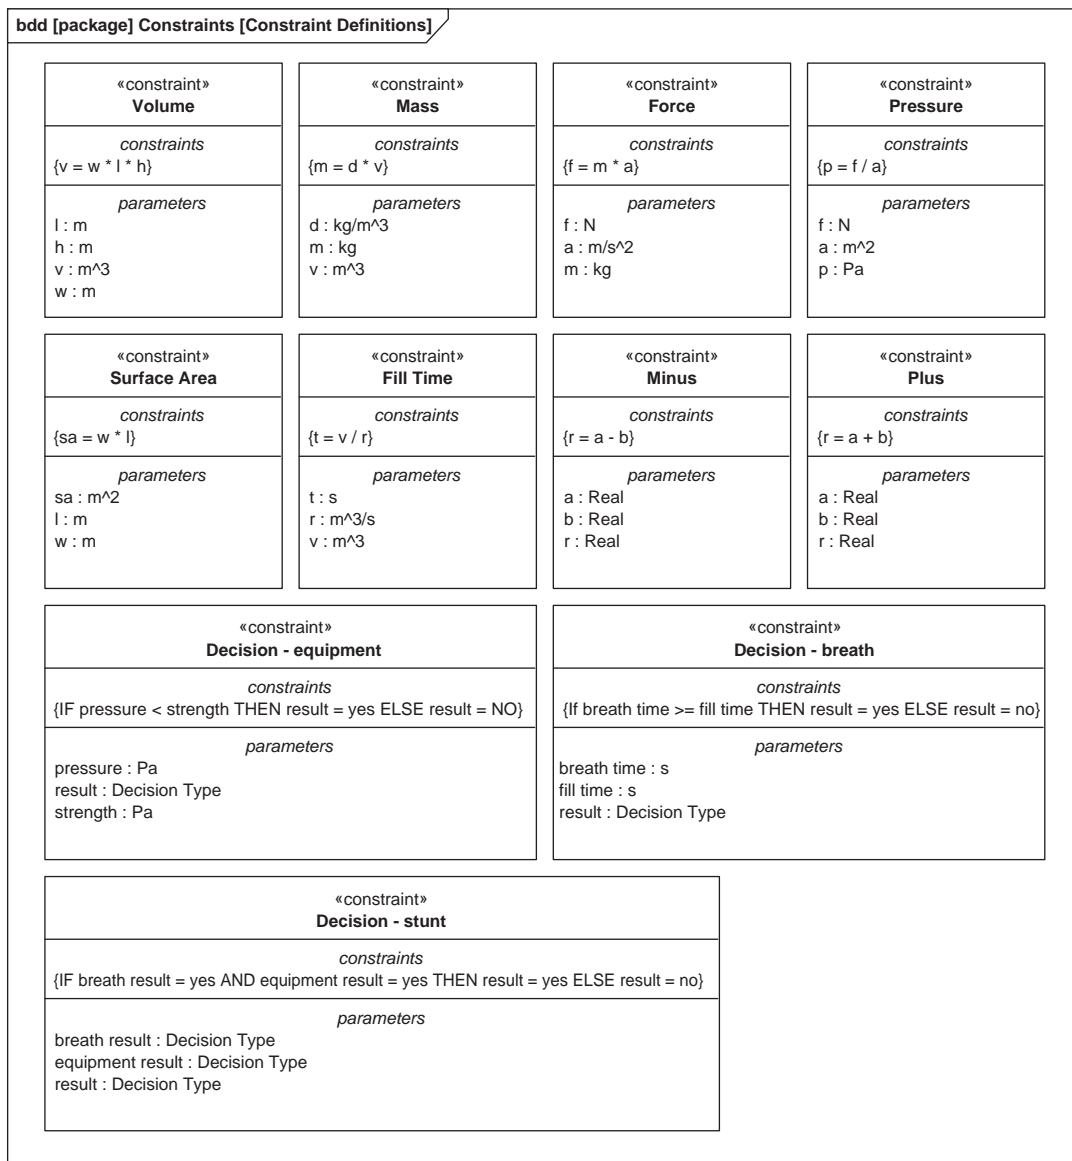 bdd [package] Constraints [Constraint Definitions]
«constraint»
Volume
constraints
{v = w * l * h}
parameters
l : m
h : m
v : m^3
w : m
«constraint»
Mass
constraints
{m = d * v}
parameters
d : kg/m^3
m : kg
v : m^3
«constraint»
Force
constraints
{f = m * a}
parameters
f : N
a : m/s^2
m : kg
«constraint»
Pressure
constraints
{p = f / a}
parameters
f : N
a : m^2
p : Pa
«constraint»
Surface Area
constraints
{sa = w * l}
parameters
sa : m^2
l : m
w : m
«constraint»
Fill Time
constraints
{t = v / r}
parameters
t : s
r : m^3/s
v : m^3
«constraint»
Minus
constraints
{r = a - b}
parameters
a : Real
b : Real
r : Real
«constraint»
Plus
constraints
{r = a + b}
parameters
a : Real
b : Real
r : Real
«constraint»
Decision - equipment
constraints
{IF pressure < strength THEN result = yes ELSE result = NO}
parameters
pressure : Pa
result : Decision Type
strength : Pa
«constraint»
Decision - breath
constraints
{If breath time >= fill time THEN result = yes ELSE result = no}
parameters
breath time : s
fill time : s
result : Decision Type
«constraint»
Decision - stunt
constraints
{IF breath result = yes AND equipment result = yes THEN result = yes ELSE result = no}
parameters
breath result : Decision Type
equipment result : Decision Type
result : Decision Type